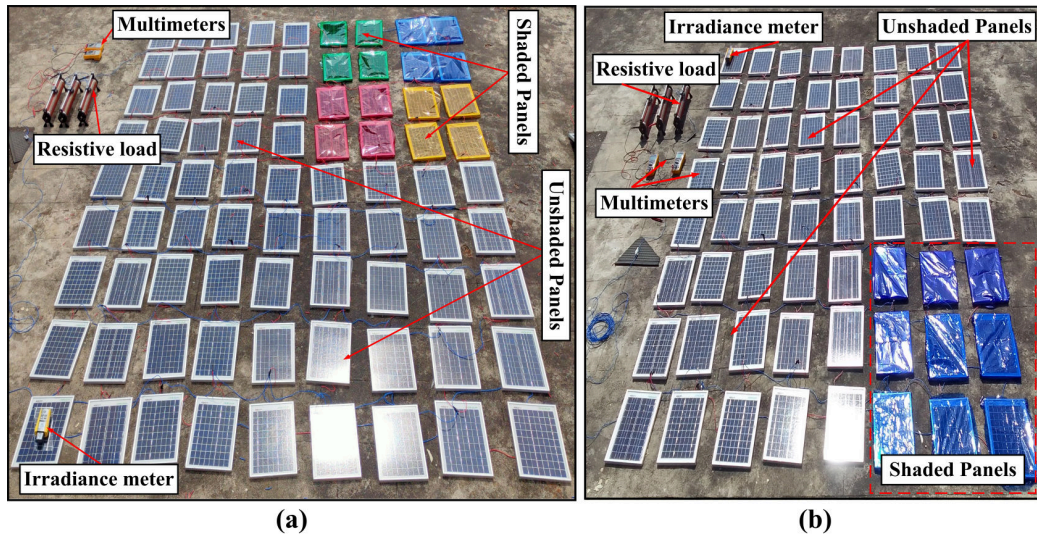 Multimeters
Shaded Panels
Resistive load
Unshaded Panels
Irradiance meter
(a)
Irradiance meter
Unshaded Panels
Resistive load
Multimeters
Shaded Panels
(b)